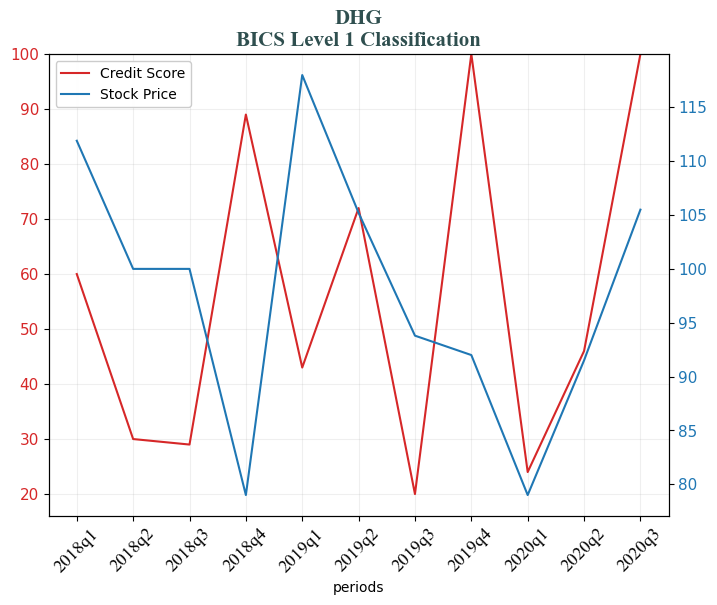 DHG
BICS Level 1 Classification
Credit Score
Stock Price
100
90
80
70
60
50
40
30
20
115
110
105
100
95
90
85
80
2018q1
2018q2
2018q3
2018q4
2019q1
2019q2
2019q3
2019q4
2020q1
2020q2
2020q3
periods